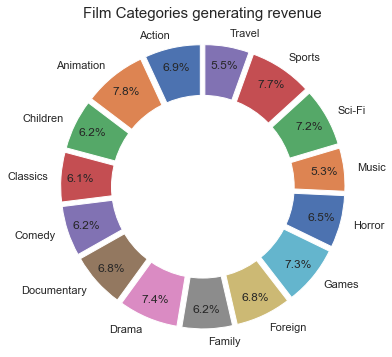 Film Categories generating revenue
Action
6.9%
Animation
7.8%
Children
6.2%
Classics
6.1%
Comedy
6.2%
Documentary
6.8%
Drama
7.4%
Family
6.2%
Foreign
6.8%
Games
7.3%
Horror
6.5%
Music
5.3%
Sci-Fi
7.2%
Sports
7.7%
Travel
5.5%